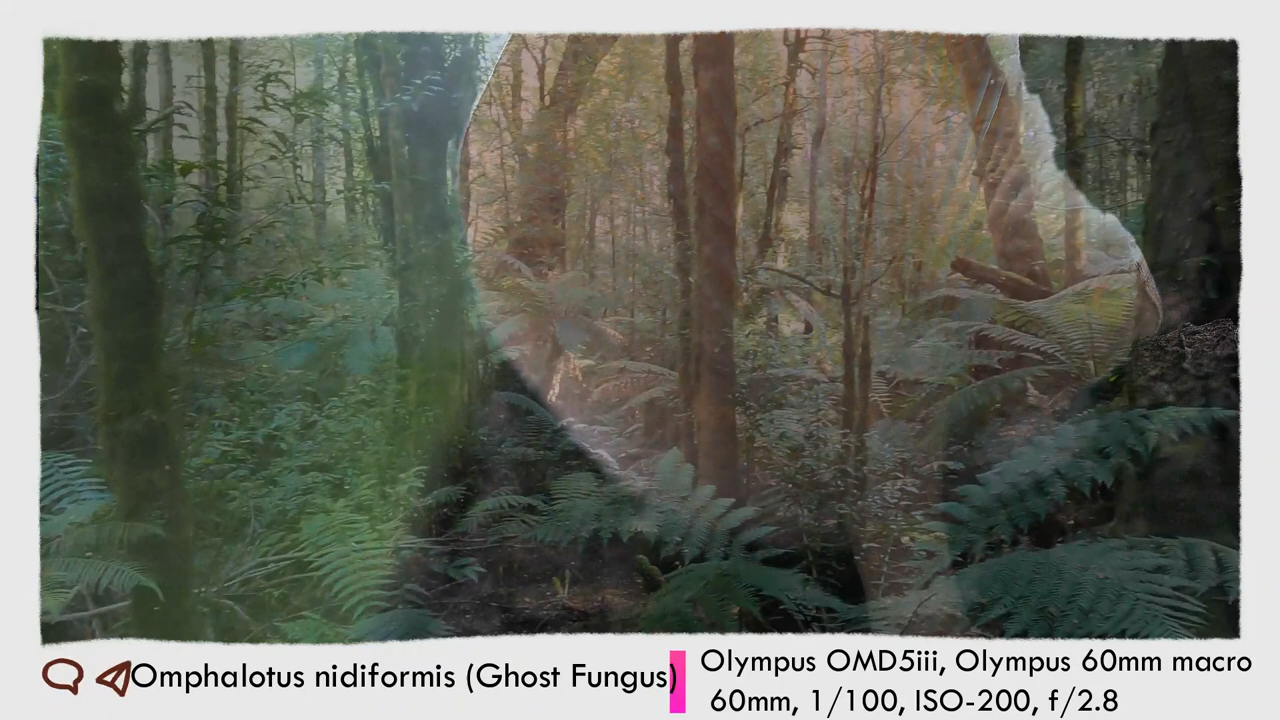 Omphalotus nidiformis (Ghost Fungus)
Olympus OMD5iii, Olympus 60mm macro
60mm, 1/100, ISO-200, f/2.8